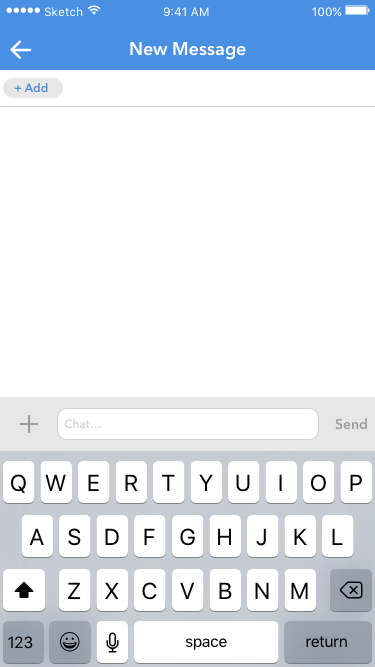 Sketch 9:41 AM 100%
New Message
+ Add
Chat... Send
Q W E R T Y U I O P
A S D F G H J K L
Z X C V B N M
123 space return